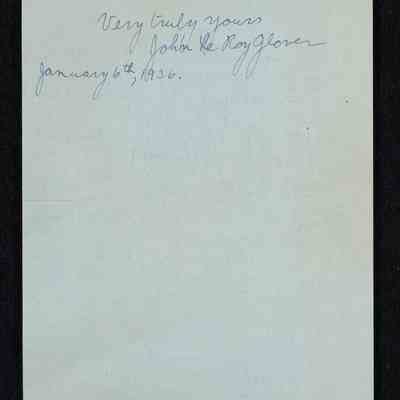 Very truly yours
John Le Roy Glover
January 6th, 1936.